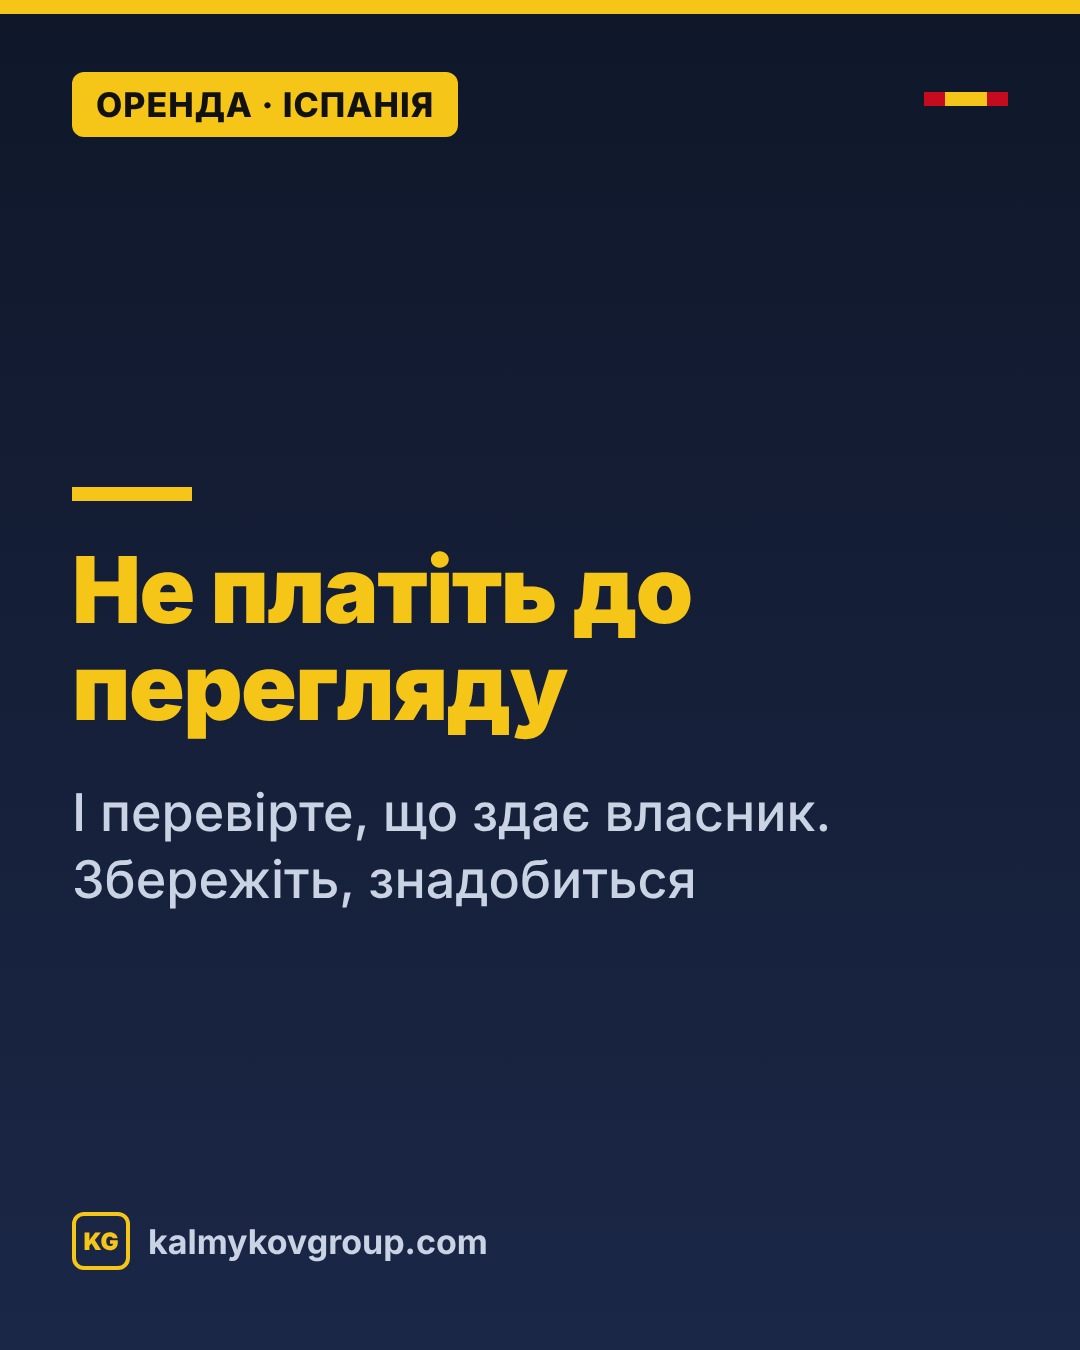 ОРЕНДА · ІСПАНІЯ
Не платіть до
перегляду
І перевірте, що здає власник.
Збережіть, знадобиться
KG kalmykovgroup.com